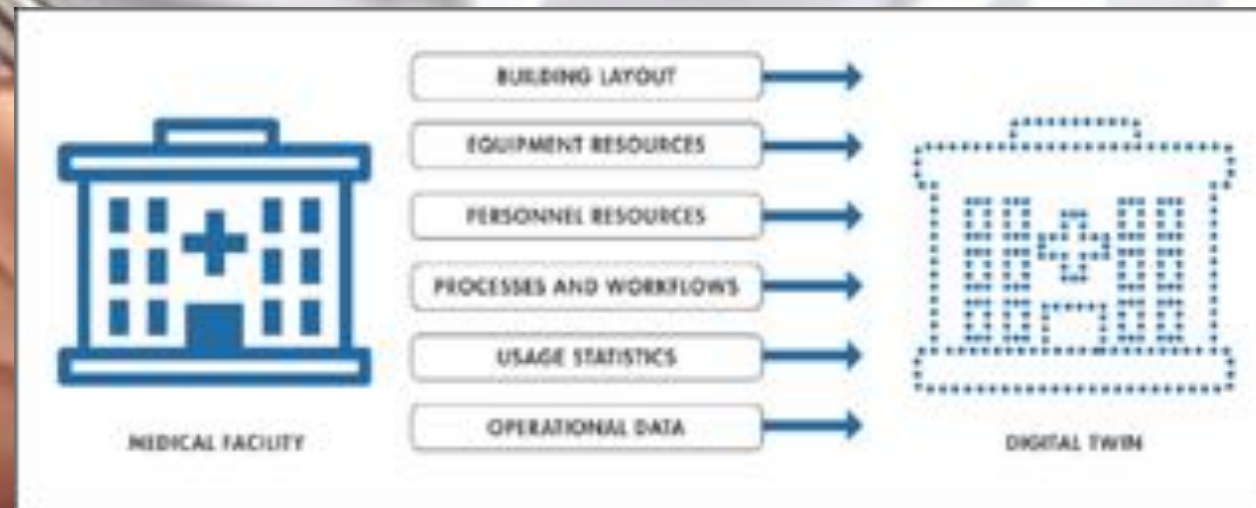 BUILDING LAYOUT
EQUIPMENT RESOURCES
PERSONNEL RESOURCES
PROCESSES AND WORKFLOWS
USAGE STATISTICS
OPERATIONAL DATA
MEDICAL FACILITY
DIGITAL TWIN